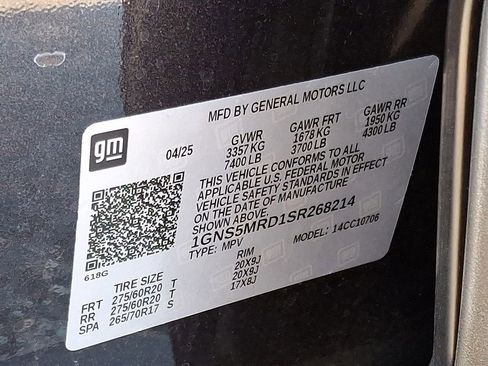 MFD BY GENERAL MOTORS LLC
gm
04/25 GVWR GAWR FRT GAWR RR
3357 KG 1678 KG 1950 KG
7400 LB 3700 LB 4300 LB
THIS VEHICLE CONFORMS TO ALL
APPLICABLE U.S. FEDERAL MOTOR
VEHICLE SAFETY STANDARDS IN EFFECT
ON THE DATE OF MANUFACTURE
SHOWN ABOVE.
1GNS5MRD1SR268214
TYPE: MPV MODEL: 14CC10706
618G
TIRE SIZE RIM
FRT 275/60R20 T 20X9J
RR 275/60R20 T 20X9J
SPA 265/70R17 S 17X8J